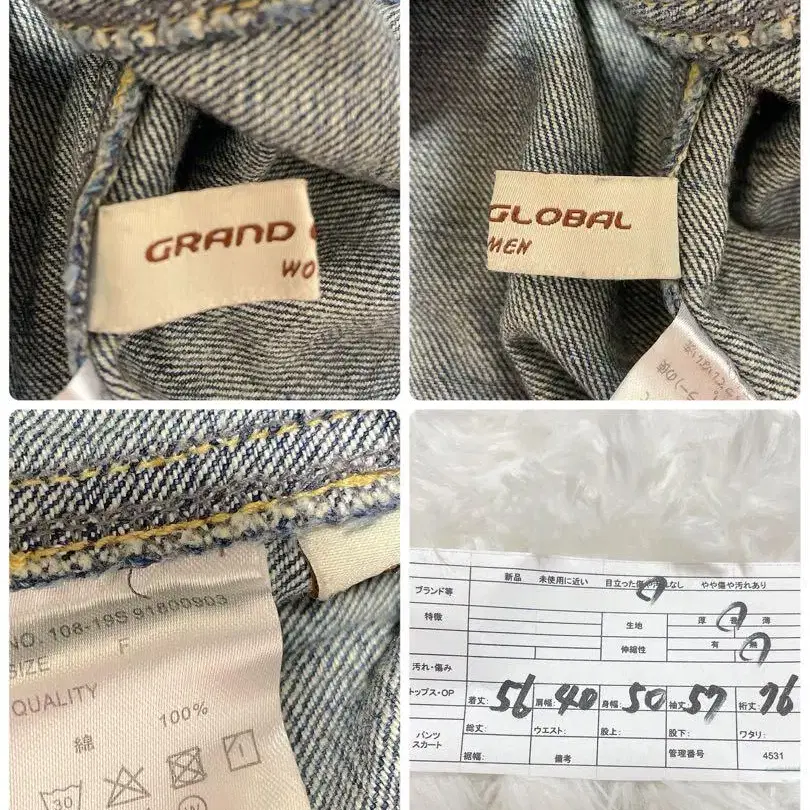 GRAND
WO
GLOBAL
MEN
NO. 108-19S91800903
SIZE F
QUALITY
綿 100%
30
新品 未使用に近い 目立った傷や汚れなし やや傷や汚れあり
ブランド等
特徴
生地 厚 普 薄
伸縮性 有 無
汚れ・傷み
トップス・OP
着丈: 56 肩幅: 40 身幅: 50 袖丈: 57 裄丈: 76
パンツ
スカート
総丈: ウエスト: 股上: 股下: ワタリ:
裾幅: 備考 管理番号 4531